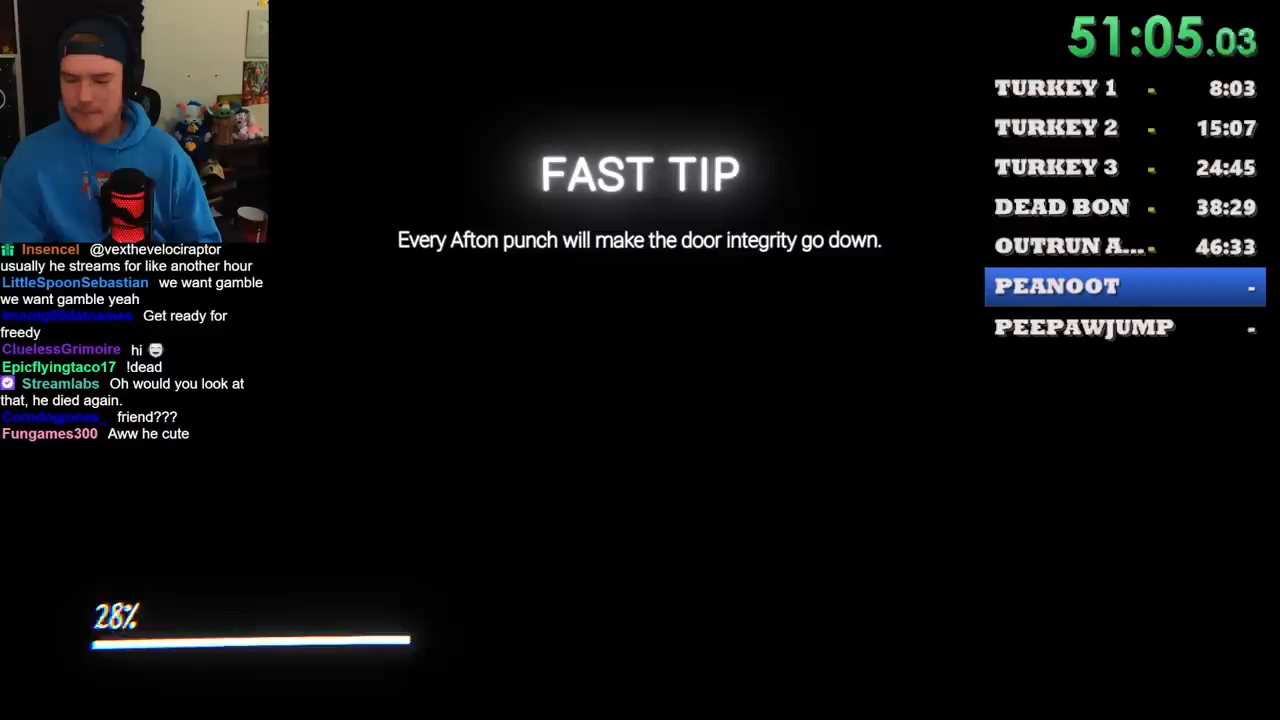 51:05.03
TURKEY 1 - 8:03
TURKEY 2 - 15:07
TURKEY 3 - 24:45
DEAD BON - 38:29
OUTRUN A... - 46:33
PEANOOT -
PEEPAWJUMP -
FAST TIP
Every Afton punch will make the door integrity go down.
Insencel @vexthevelociraptor
usually he streams for like another hour
LittleSpoonSebastian we want gamble
we want gamble yeah
Get ready for
freedy
CluelessGrimoire hi
Epicflyingtaco17 !dead
Streamlabs Oh would you look at
that, he died again.
Corndogjones_ friend???
Fungames300 Aww he cute
28%